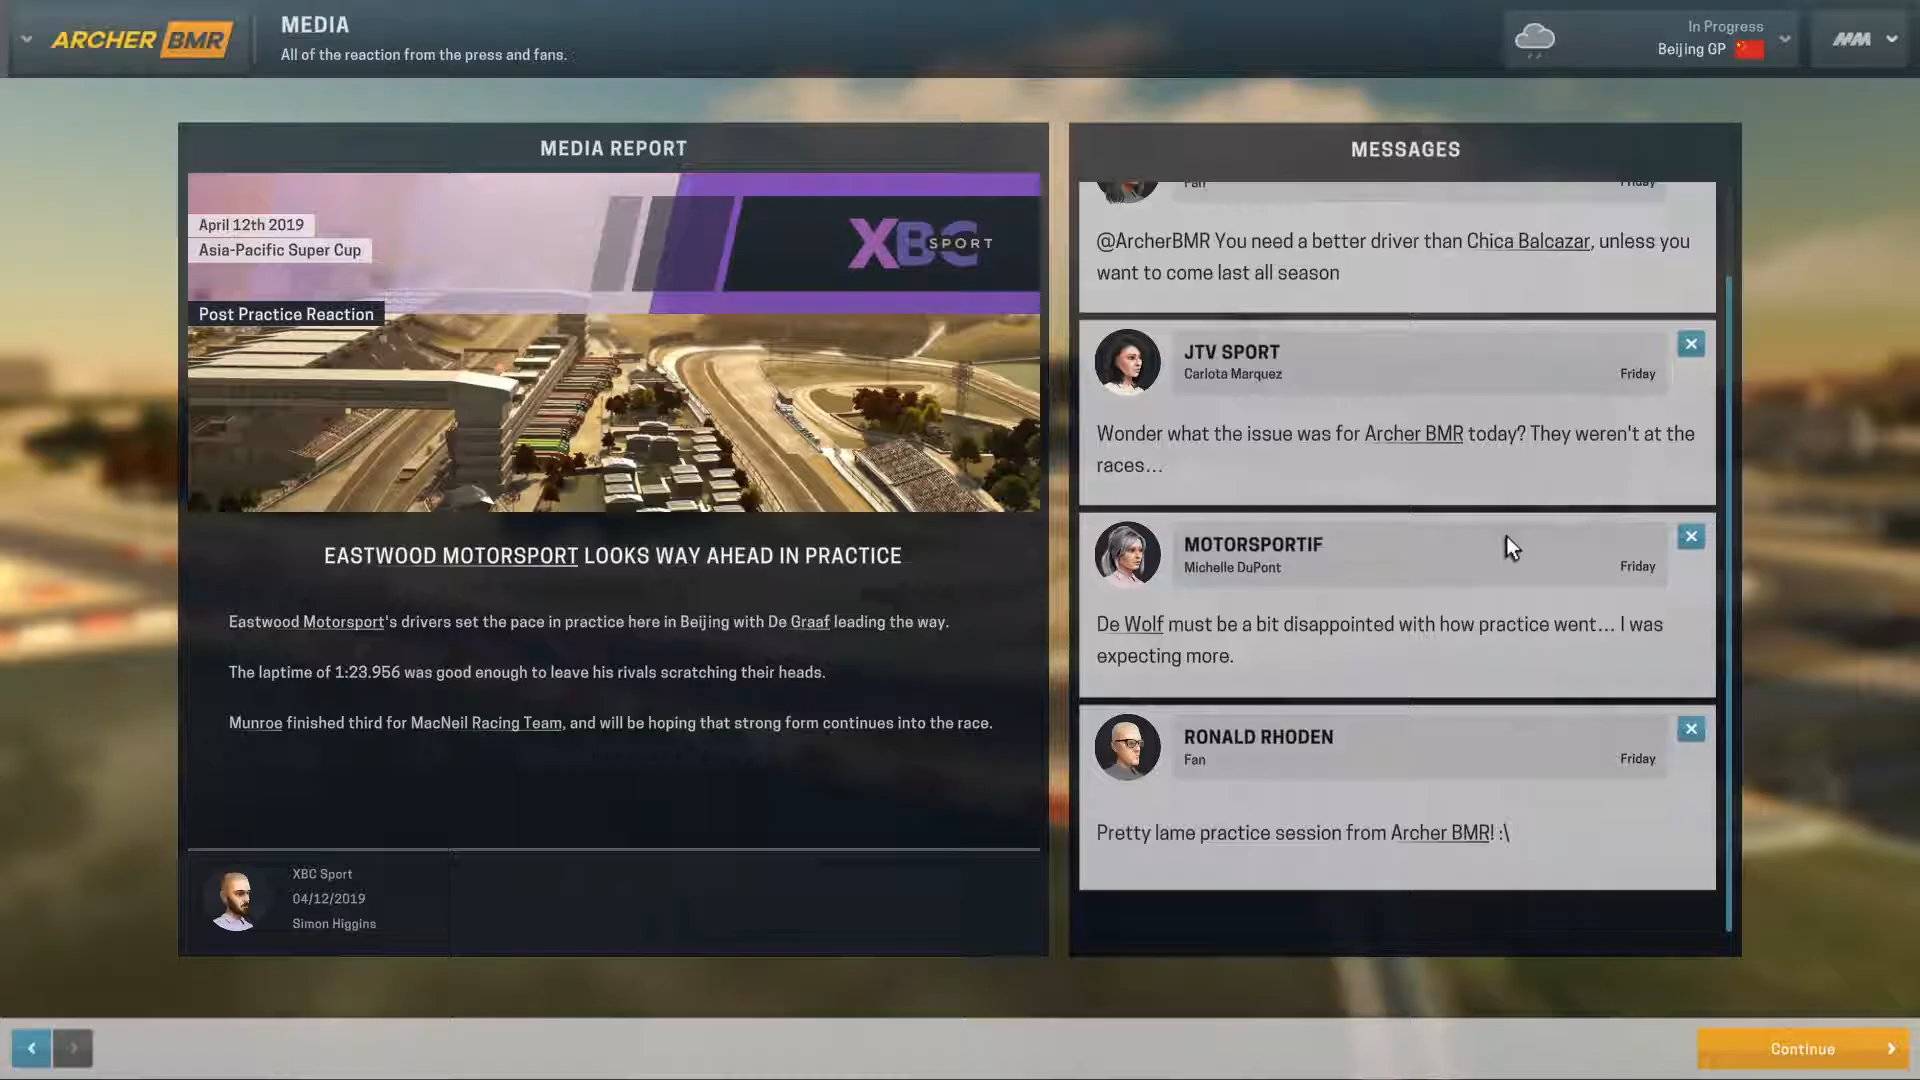 ARCHER BMR
MEDIA
All of the reaction from the press and fans.
In Progress
Beijing GP
MEDIA REPORT
April 12th 2019
Asia-Pacific Super Cup
XBC SPORT
Post Practice Reaction
EASTWOOD MOTORSPORT LOOKS WAY AHEAD IN PRACTICE
Eastwood Motorsport's drivers set the pace in practice here in Beijing with De Graaf leading the way.
The laptime of 1:23.956 was good enough to leave his rivals scratching their heads.
Munroe finished third for MacNeil Racing Team, and will be hoping that strong form continues into the race.
XBC Sport
04/12/2019
Simon Higgins
MESSAGES
Fan
Friday
@ArcherBMR You need a better driver than Chica Balcazar, unless you
want to come last all season
JTV SPORT
Carlota Marquez
Friday
Wonder what the issue was for Archer BMR today? They weren't at the
races...
MOTORSPORTIF
Michelle DuPont
Friday
De Wolf must be a bit disappointed with how practice went... I was
expecting more.
RONALD RHODEN
Fan
Friday
Pretty lame practice session from Archer BMR! :\
Continue